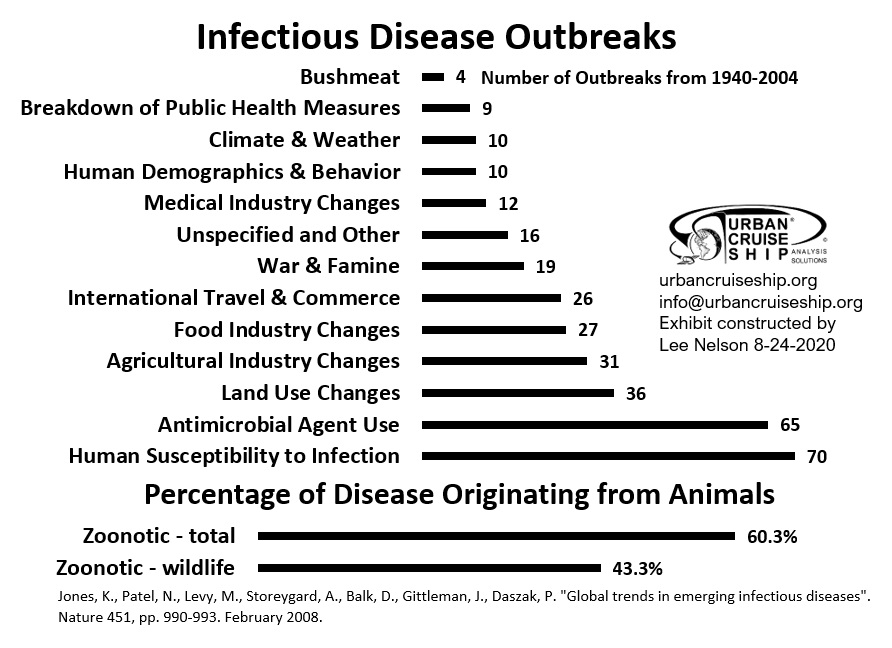 Infectious Disease Outbreaks
Bushmeat 4 Number of Outbreaks from 1940-2004
Breakdown of Public Health Measures 9
Climate & Weather 10
Human Demographics & Behavior 10
Medical Industry Changes 12
Unspecified and Other 16
War & Famine 19
International Travel & Commerce 26
Food Industry Changes 27
Agricultural Industry Changes 31
Land Use Changes 36
Antimicrobial Agent Use 65
Human Susceptibility to Infection 70
URBAN®
CRUISE
SHIP ANALYSIS SOLUTIONS ©
urbancruiseship.org
info@urbancruiseship.org
Exhibit constructed by
Lee Nelson 8-24-2020
Percentage of Disease Originating from Animals
Zoonotic - total 60.3%
Zoonotic - wildlife 43.3%
Jones, K., Patel, N., Levy, M., Storeygard, A., Balk, D., Gittleman, J., Daszak, P. "Global trends in emerging infectious diseases".
Nature 451, pp. 990-993. February 2008.